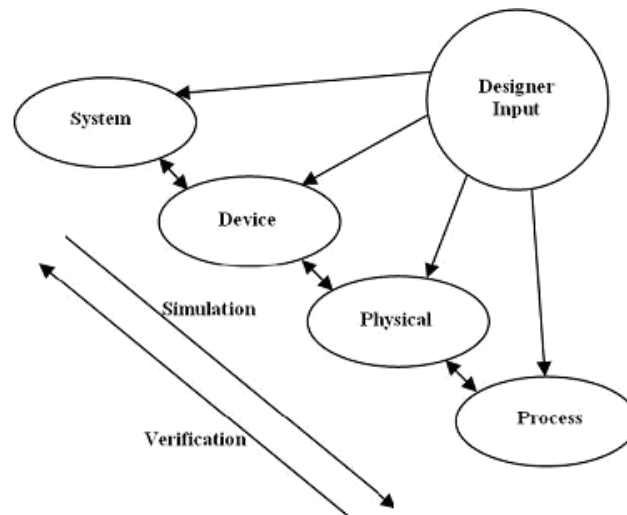 Designer
Input
System
Device
Simulation
Physical
Process
Verification